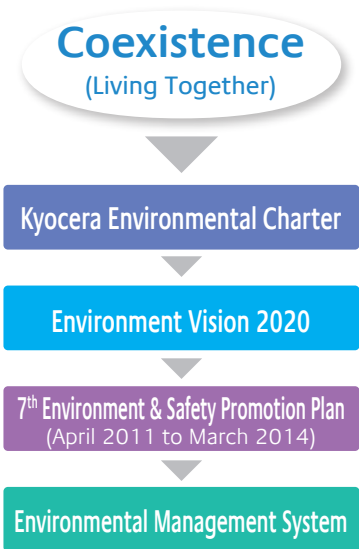 Coexistence
(Living Together)
Kyocera Environmental Charter
Environment Vision 2020
7th Environment & Safety Promotion Plan
(April 2011 to March 2014)
Environmental Management System